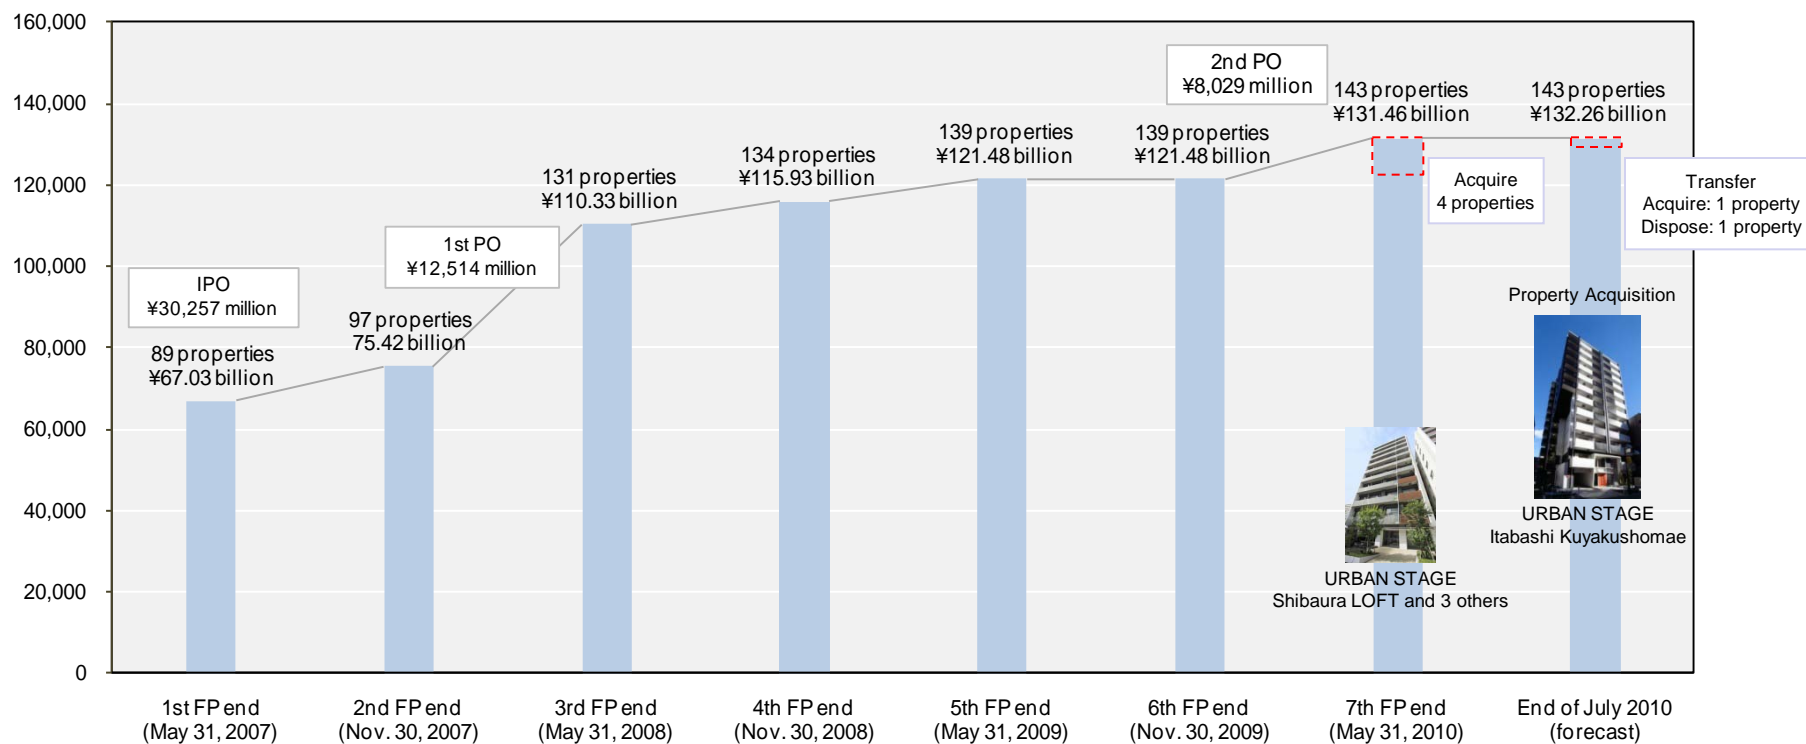 160,000
140,000
120,000
100,000
80,000
60,000
40,000
20,000
0
IPO
¥30,257 million
89 properties
¥67.03 billion
97 properties
75.42 billion
1st PO
¥12,514 million
131 properties
¥110.33 billion
134 properties
¥115.93 billion
139 properties
¥121.48 billion
139 properties
¥121.48 billion
2nd PO
¥8,029 million
143 properties
¥131.46 billion
143 properties
¥132.26 billion
Acquire
4 properties
Transfer
Acquire: 1 property
Dispose: 1 property
Property Acquisition
URBAN STAGE
Itabashi Kuyakushomae
URBAN STAGE
Shibaura LOFT and 3 others
1st FP end
(May 31, 2007)
2nd FP end
(Nov. 30, 2007)
3rd FP end
(May 31, 2008)
4th FP end
(Nov. 30, 2008)
5th FP end
(May 31, 2009)
6th FP end
(Nov. 30, 2009)
7th FP end
(May 31, 2010)
End of July 2010
(forecast)